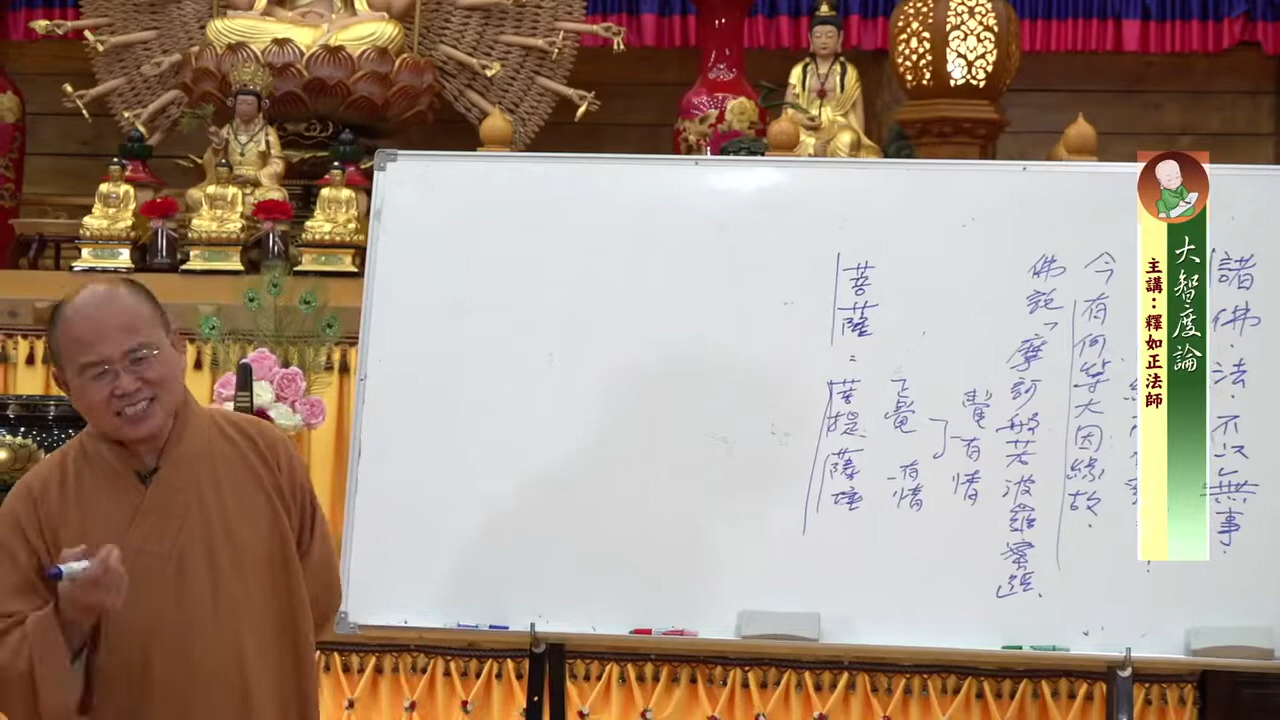 諸佛．法．不以無事．
大智度論
主講：釋如正法師
今有何等大因緣故．
佛說「摩訶般若波羅蜜經．
覺有情
了覺 有情
菩薩：菩提薩埵